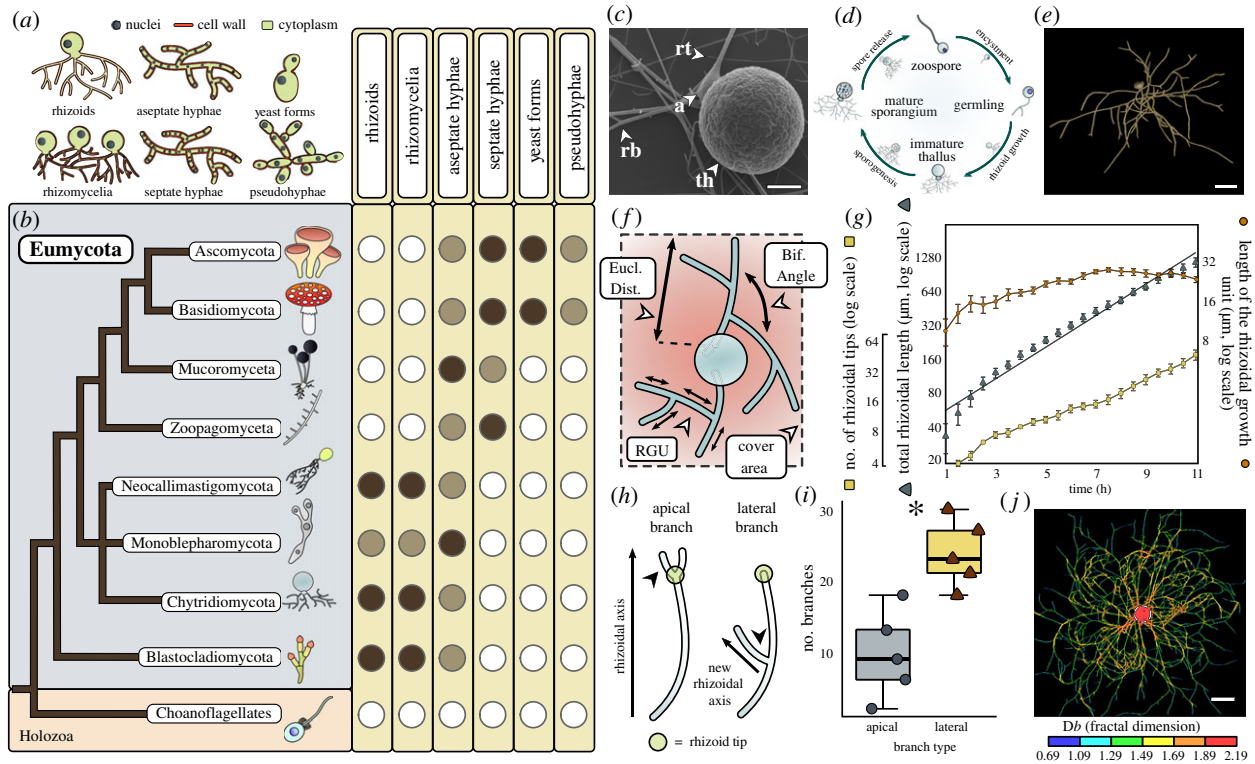 (a)
nuclei
cell wall
cytoplasm
rhizoids
aseptate hyphae
yeast forms
rhizomycelia
septate hyphae
pseudohyphae
rhizoids
rhizomycelia
aseptate hyphae
septate hyphae
yeast forms
pseudohyphae
(b)
Eumycota
Ascomycota
Basidiomycota
Mucoromyceta
Zoopagomyceta
Neocallimastigomycota
Monoblepharomycota
Chytridiomycota
Blastocladiomycota
Choanoflagellates
Holozoa
(c)
rt
a
rb
th
(d)
spore release
encystment
zoospore
mature
sporangium
germling
immature
thallus
sporogenesis
rhizoid growth
(e)
(f)
Eucl.
Dist.
Bif.
Angle
RGU
cover
area
(g)
no. of rhizoidal tips (log scale)
64
32
16
8
4
total rhizoidal length (µm, log scale)
1280
640
320
160
80
40
20
1
3
5
7
9
11
time (h)
32
16
8
length of the rhizoidal growth
unit (µm, log scale)
(h)
apical
branch
lateral
branch
rhizoidal axis
new
rhizoidal
axis
= rhizoid tip
(i)
no. branches
30
20
10
*
apical
lateral
branch type
(j)
Db (fractal dimension)
0.69 1.09 1.29 1.49 1.69 1.89 2.19